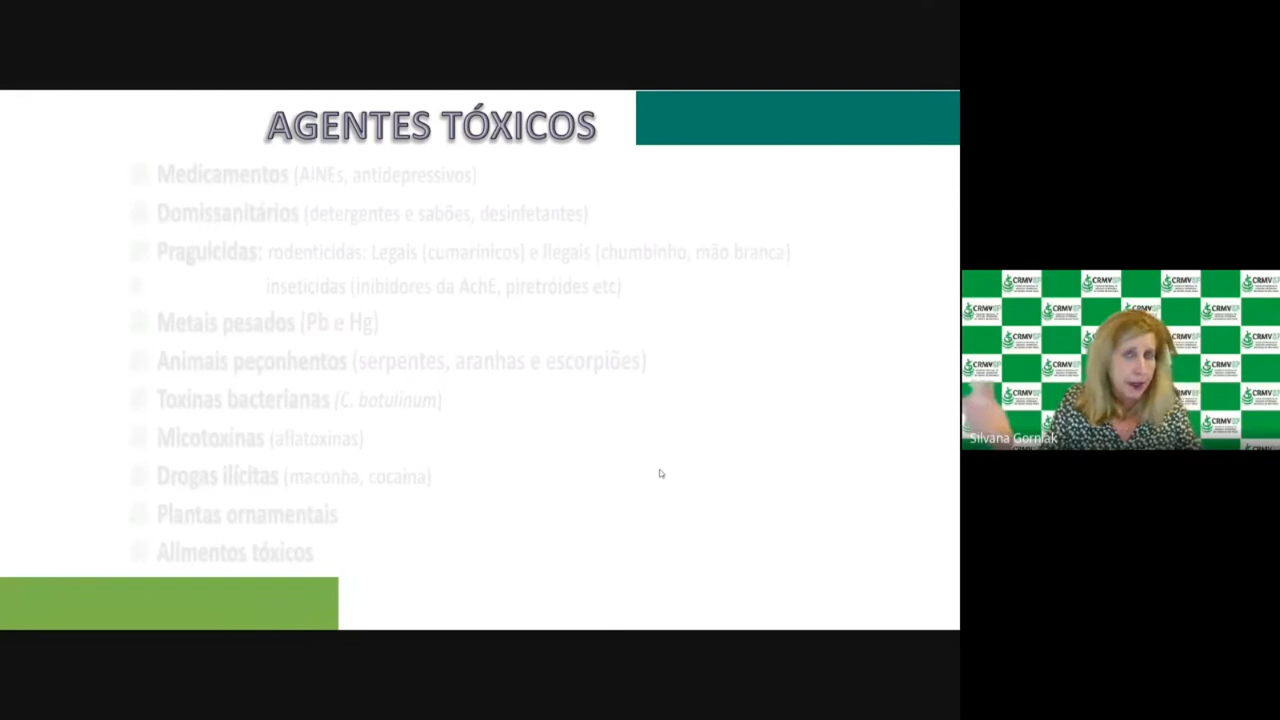 AGENTES TÓXICOS
Medicamentos (AINEs, antidepressivos)
Domissanitários (detergentes e sabões, desinfetantes)
Praguicidas: rodenticidas: Legais (cumarínicos) e Ilegais (chumbinho, mão branca)
inseticidas (inibidores da AchE, piretróides etc)
Metais pesados (Pb e Hg)
Animais peçonhentos (serpentes, aranhas e escorpiões)
Toxinas bacterianas (C. botulinum)
Micotoxinas (aflatoxinas)
Drogas ilícitas (maconha, cocaína)
Plantas ornamentais
Alimentos tóxicos
CRMVSP
Silvana Gorniak